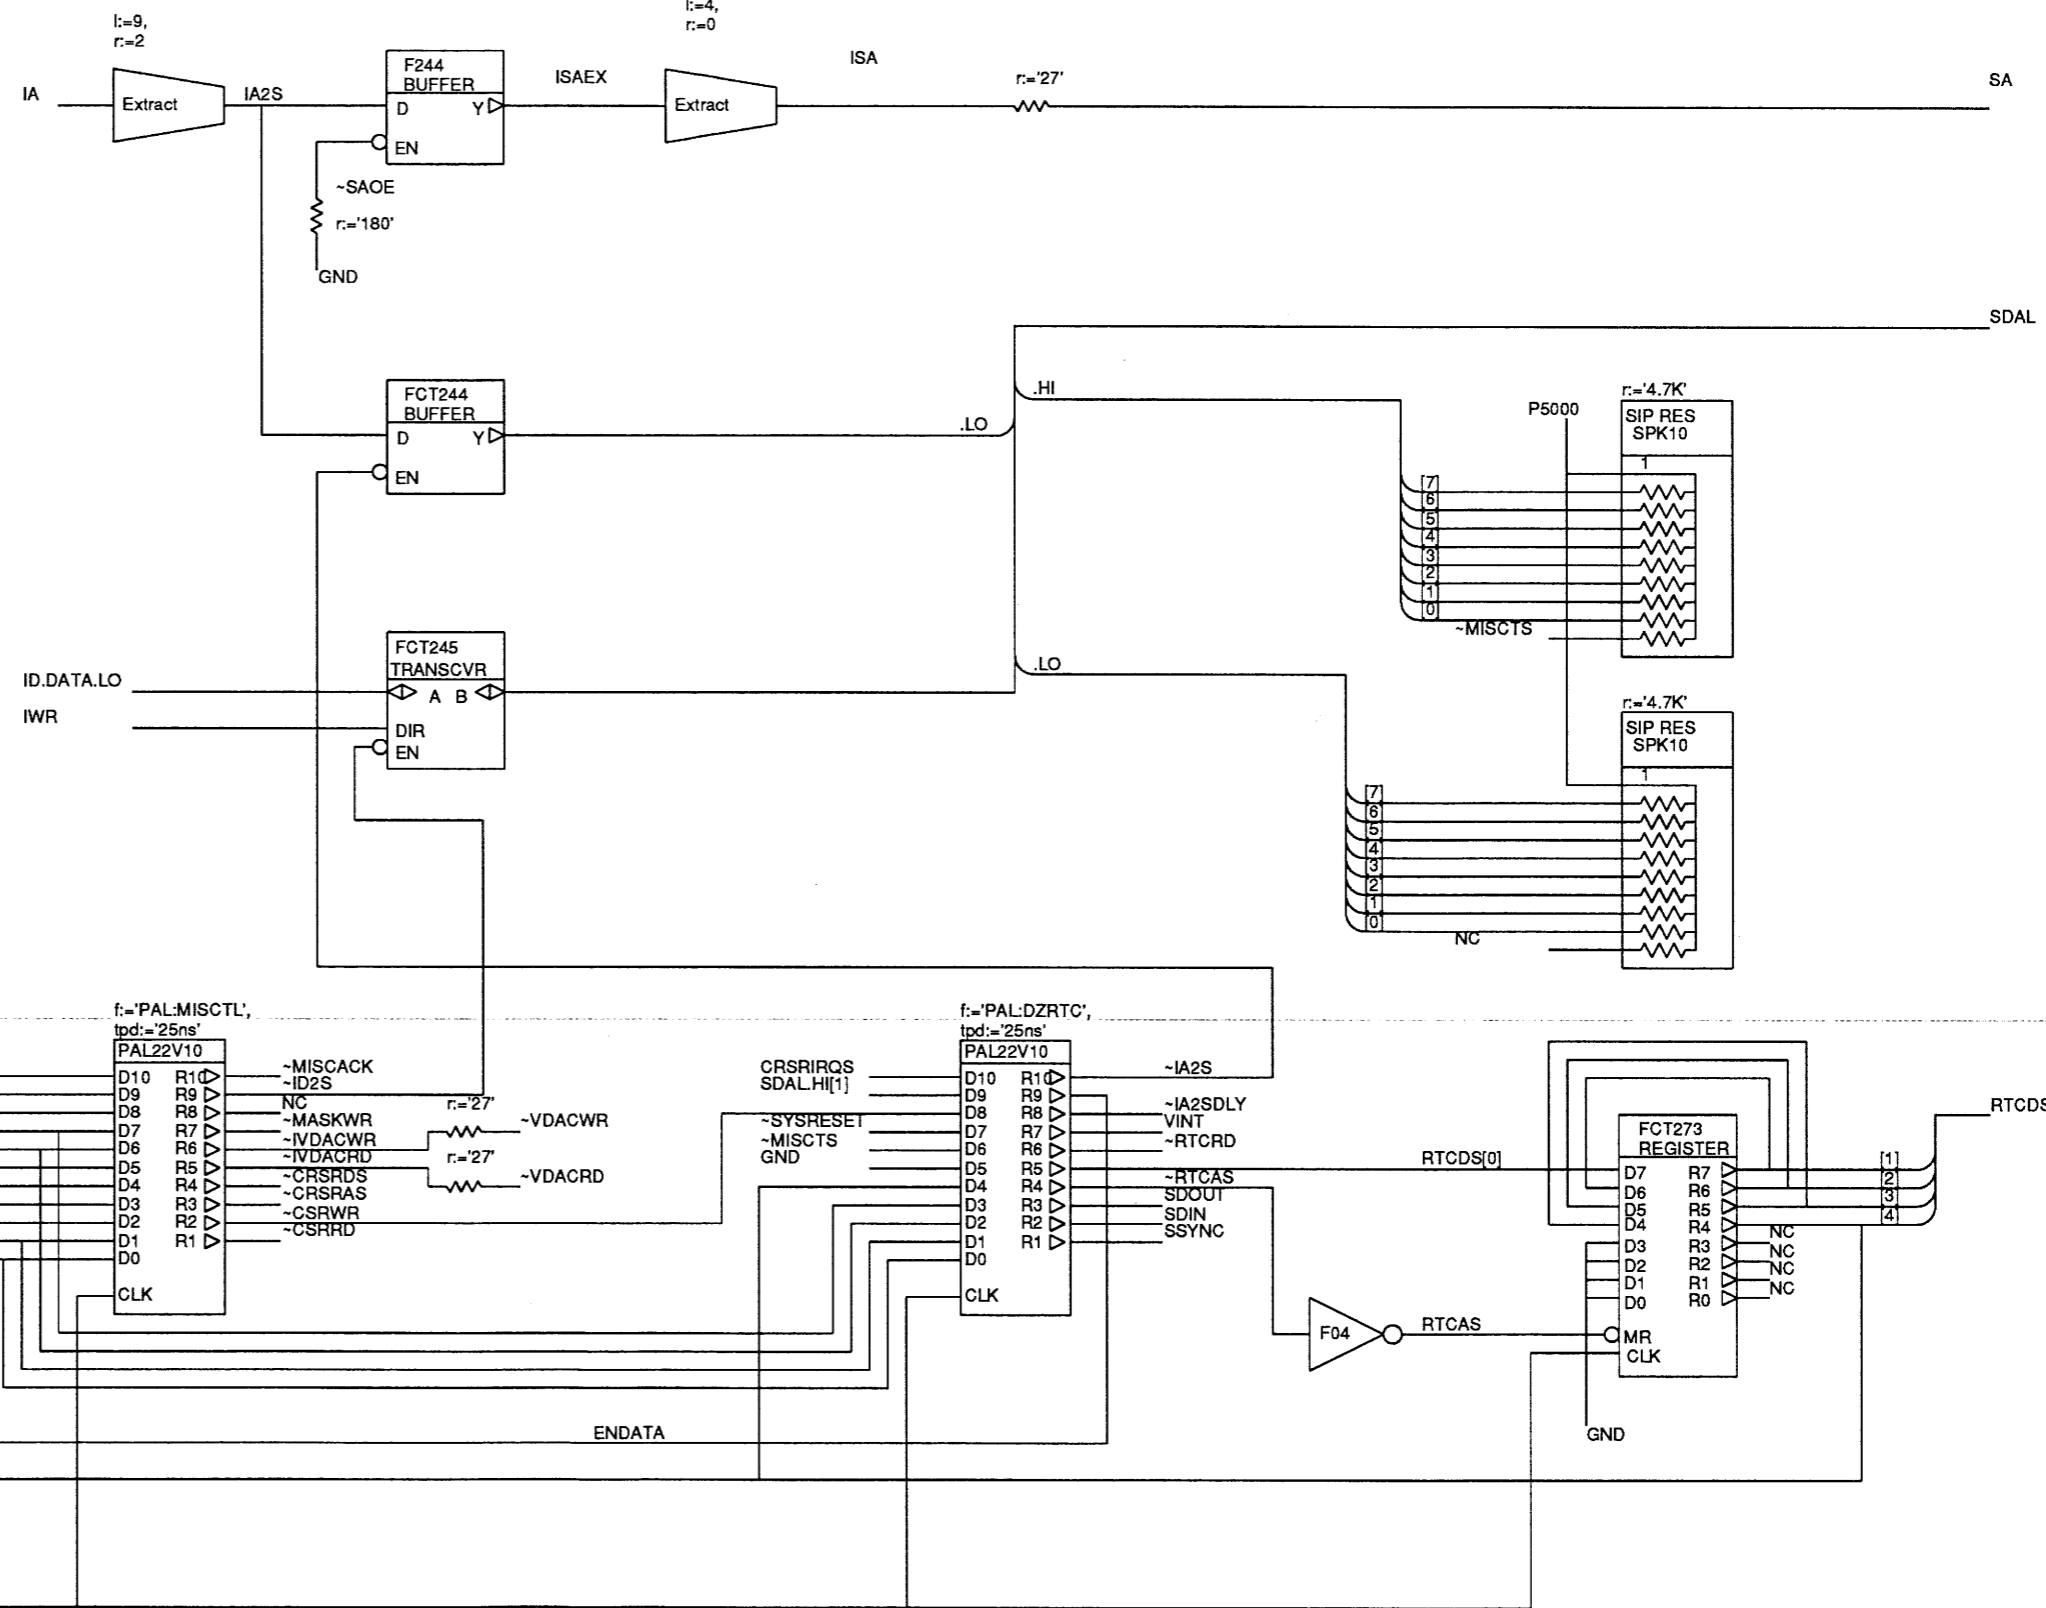 l:=9,
r:=2
l:=4,
r:=0
IA
Extract
IA2S
F244
BUFFER
D Y
EN
ISAEX
Extract
ISA
r:='27'
SA
~SAOE
r:='180'
GND
SDAL
FCT244
BUFFER
D Y
EN
.LO
.HI
P5000
r:='4.7K'
SIP RES
SPK10
1
7
6
5
4
3
2
1
0
~MISCTS
ID.DATA.LO
IWR
FCT245
TRANSCVR
A B
DIR
EN
.LO
r:='4.7K'
SIP RES
SPK10
1
7
6
5
4
3
2
1
0
NC
f:='PAL:MISCTL',
tpd:='25ns'
PAL22V10
D10 R10
D9 R9
D8 R8
D7 R7
D6 R6
D5 R5
D4 R4
D3 R3
D2 R2
D1 R1
D0
CLK
~MISCACK
~ID2S
NC
~MASKWR
~IVDACWR
~IVDACRD
~CRSRDS
~CRSRAS
~CSRWR
~CSRRD
r:='27'
~VDACWR
r:='27'
~VDACRD
CRSRIRQS
SDAL.HI[1]
~SYSRESET
~MISCTS
GND
f:='PAL:DZRTC',
tpd:='25ns'
PAL22V10
D10 R10
D9 R9
D8 R8
D7 R7
D6 R6
D5 R5
D4 R4
D3 R3
D2 R2
D1 R1
D0
CLK
~IA2S
~IA2SDLY
VINT
~RTCRD
~RTCAS
SDOUT
SDIN
SSYNC
RTCDS[0]
F04
RTCAS
FCT273
REGISTER
D7 R7
D6 R6
D5 R5
D4 R4
D3 R3
D2 R2
D1 R1
D0 R0
MR
CLK
[1]
2
3
4
NC
NC
NC
NC
RTCDS
GND
ENDATA